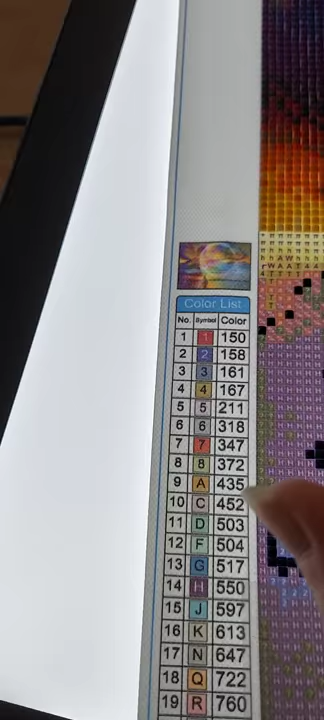 Color List
No. Symbol Color
1 1 150
2 2 158
3 3 161
4 4 167
5 5 211
6 6 318
7 7 347
8 8 372
9 A 435
10 C 452
11 D 503
12 F 504
13 G 517
14 H 550
15 J 597
16 K 613
17 N 647
18 Q 722
19 R 760